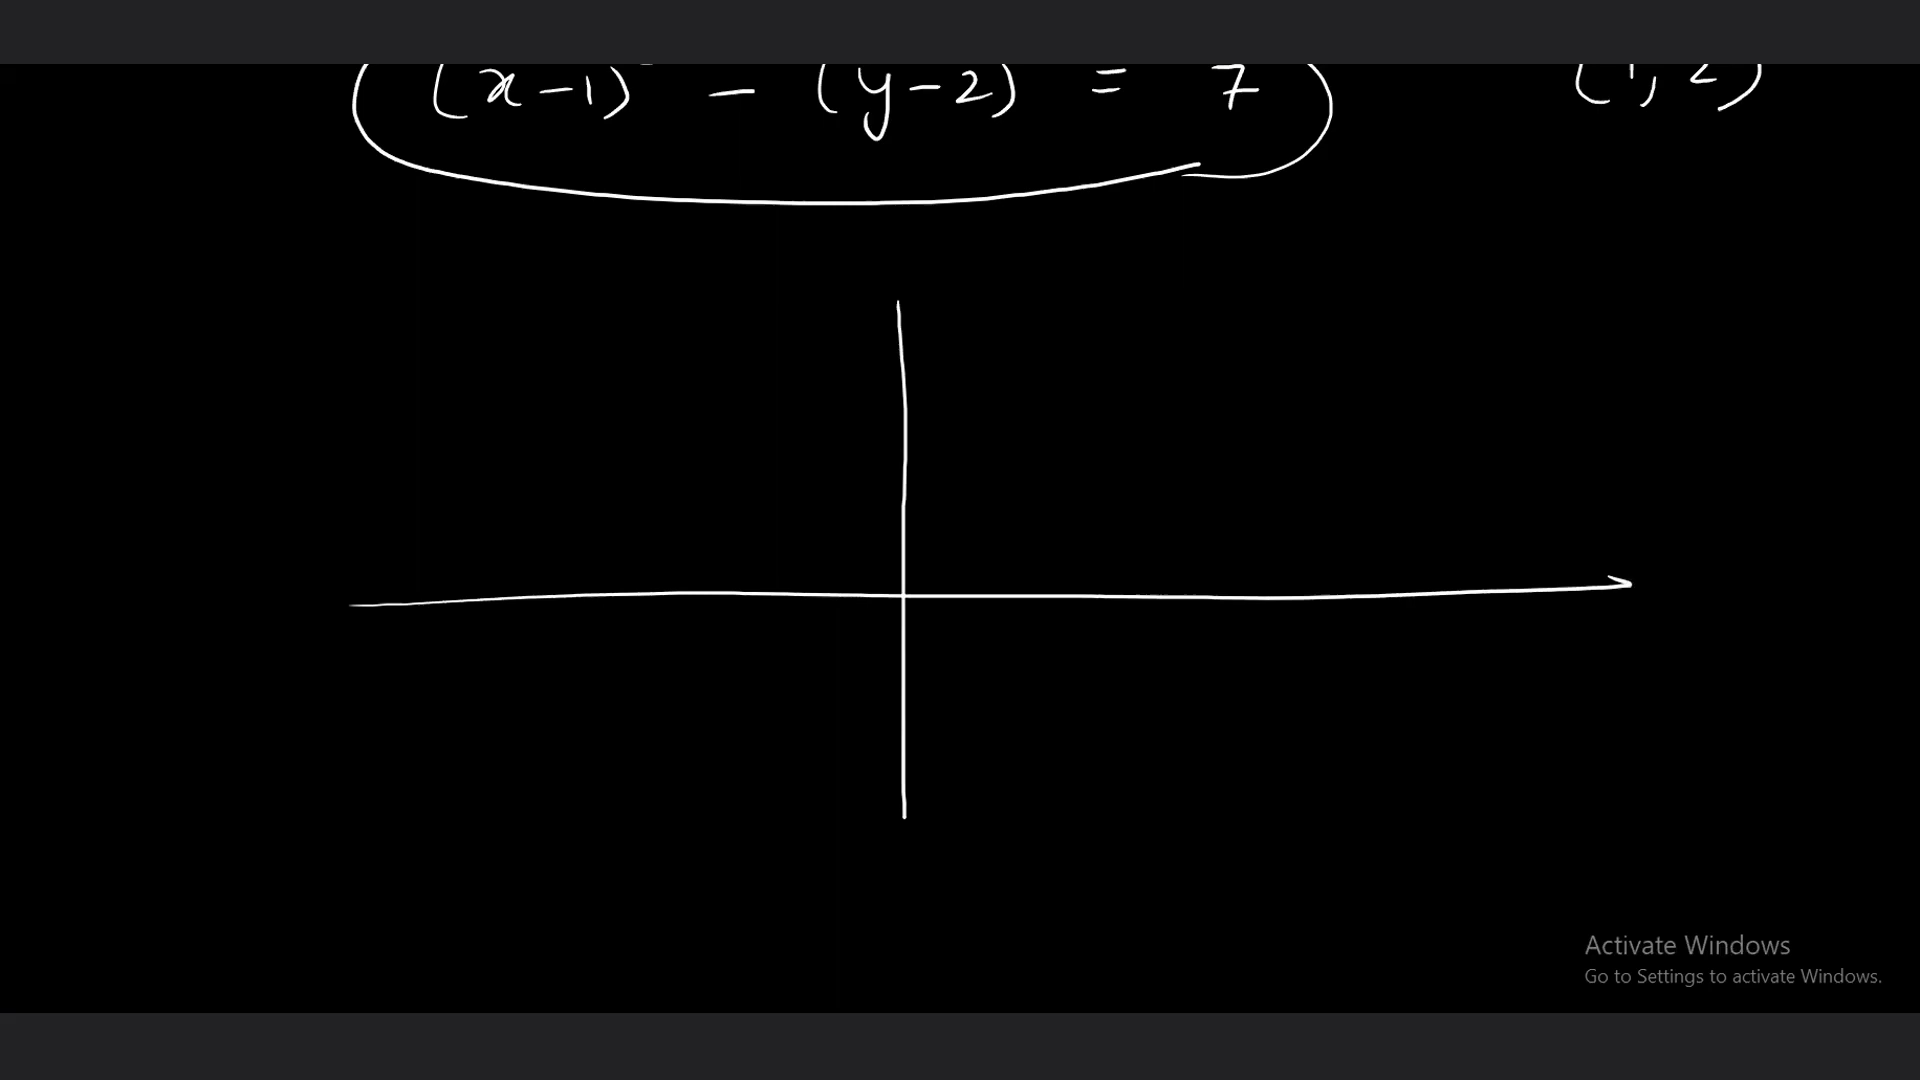 (x-1) - (y-2) = 7 (1, 2)
Activate Windows
Go to Settings to activate Windows.